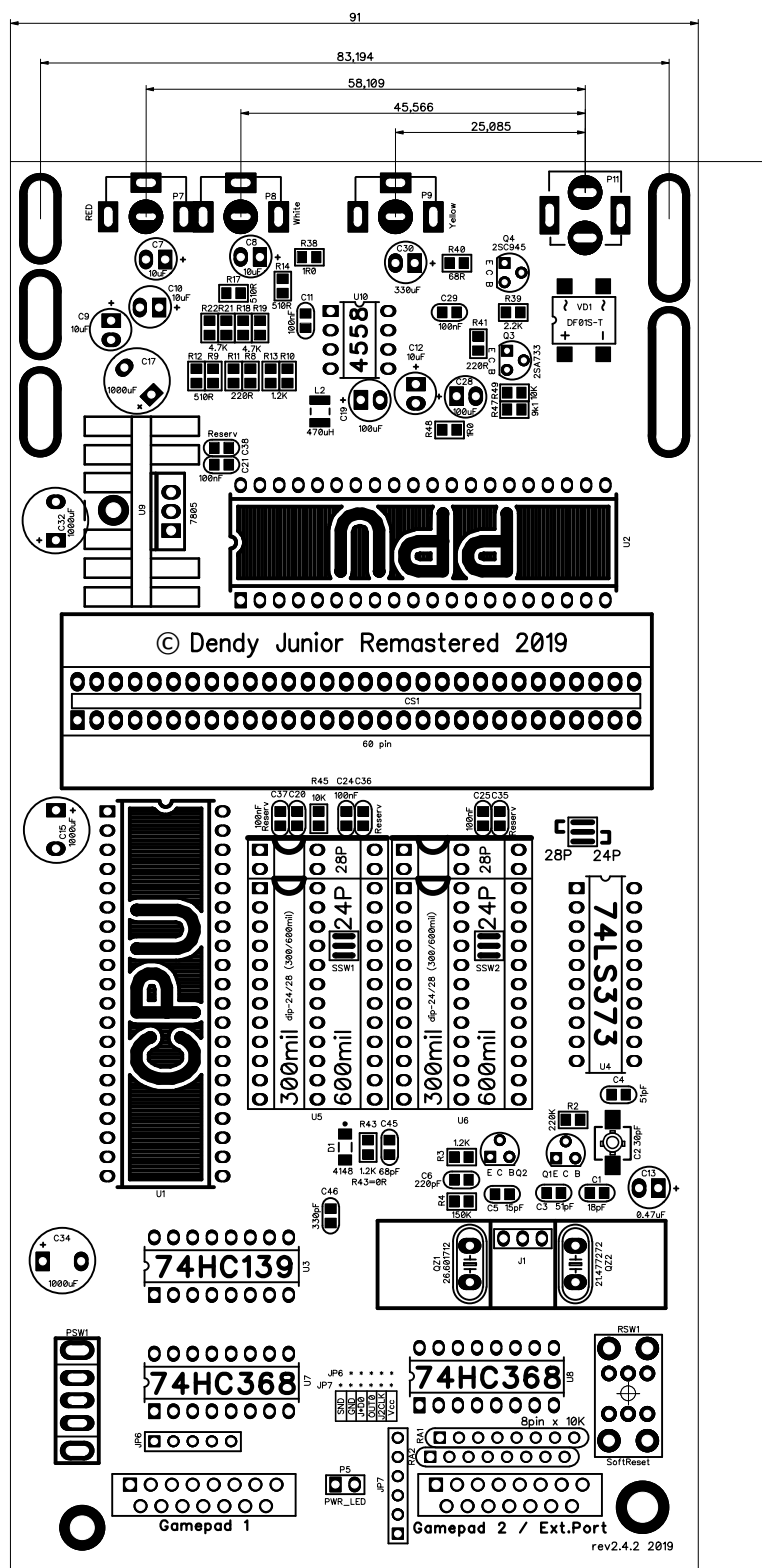 91
83,194
58,109
45,566
25,085
RED
P7
P8
White
P9
Yellow
P11
C7
10uF
C8
10uF
R38
1R0
C30
330uF
R40
68R
Q4
2SC945
E C B
R14
510R
R17
510R
C10
10uF
C9
10uF
R22 R21 R18 R19
4.7K 4.7K
C11
100nF
U10
4558
C29
100nF
R39
2.2K
VD1
DF01S-T
R41
220R
Q3
2SA733
E C B
C17
1000uF
R12 R9 R11 R8 R13 R10
510R 220R 1.2K
L2
470uH
C12
10uF
C19
100uF
C28
100uF
R49
10K
R47
9k1
R48
1R0
Reserv
C38
C21
100nF
U9
7805
C32
1000uF
PPU
U2
© Dendy Junior Remastered 2019
CS1
60 pin
C15
1000uF
CPU
U1
C37 C20
100nF
Reserv
R45
10K
C24 C36
100nF
Reserv
C25 C35
100nF
Reserv
28P 24P
28P
24P
SSW1
dip-24/28 (300/600mil)
300mil
600mil
U5
28P
24P
SSW2
dip-24/28 (300/600mil)
300mil
600mil
U6
74LS373
U4
C4
51pF
R2
220K
C2 30pF
D1
4148
R43
1.2K
R43=0R
C45
68pF
R3
1.2K
E C B Q2
Q1 E C B
C6
220pF
R4
150K
C5 15pF
C3 51pF
C1
18pF
C13
0.47uF
C46
330pF
C34
1000uF
74HC139
U3
QZ1
26.601712
J1
QZ2
21.477272
PSW1
74HC368
U7
JP6
JP7
SND
GND
J*D0
OUT0
J2CLK
Vcc
74HC368
U8
RSW1
SoftReset
JP6
8pin x 10K
RA1
RA2
JP7
P5
PWR_LED
Gamepad 1
Gamepad 2 / Ext.Port
rev2.4.2 2019